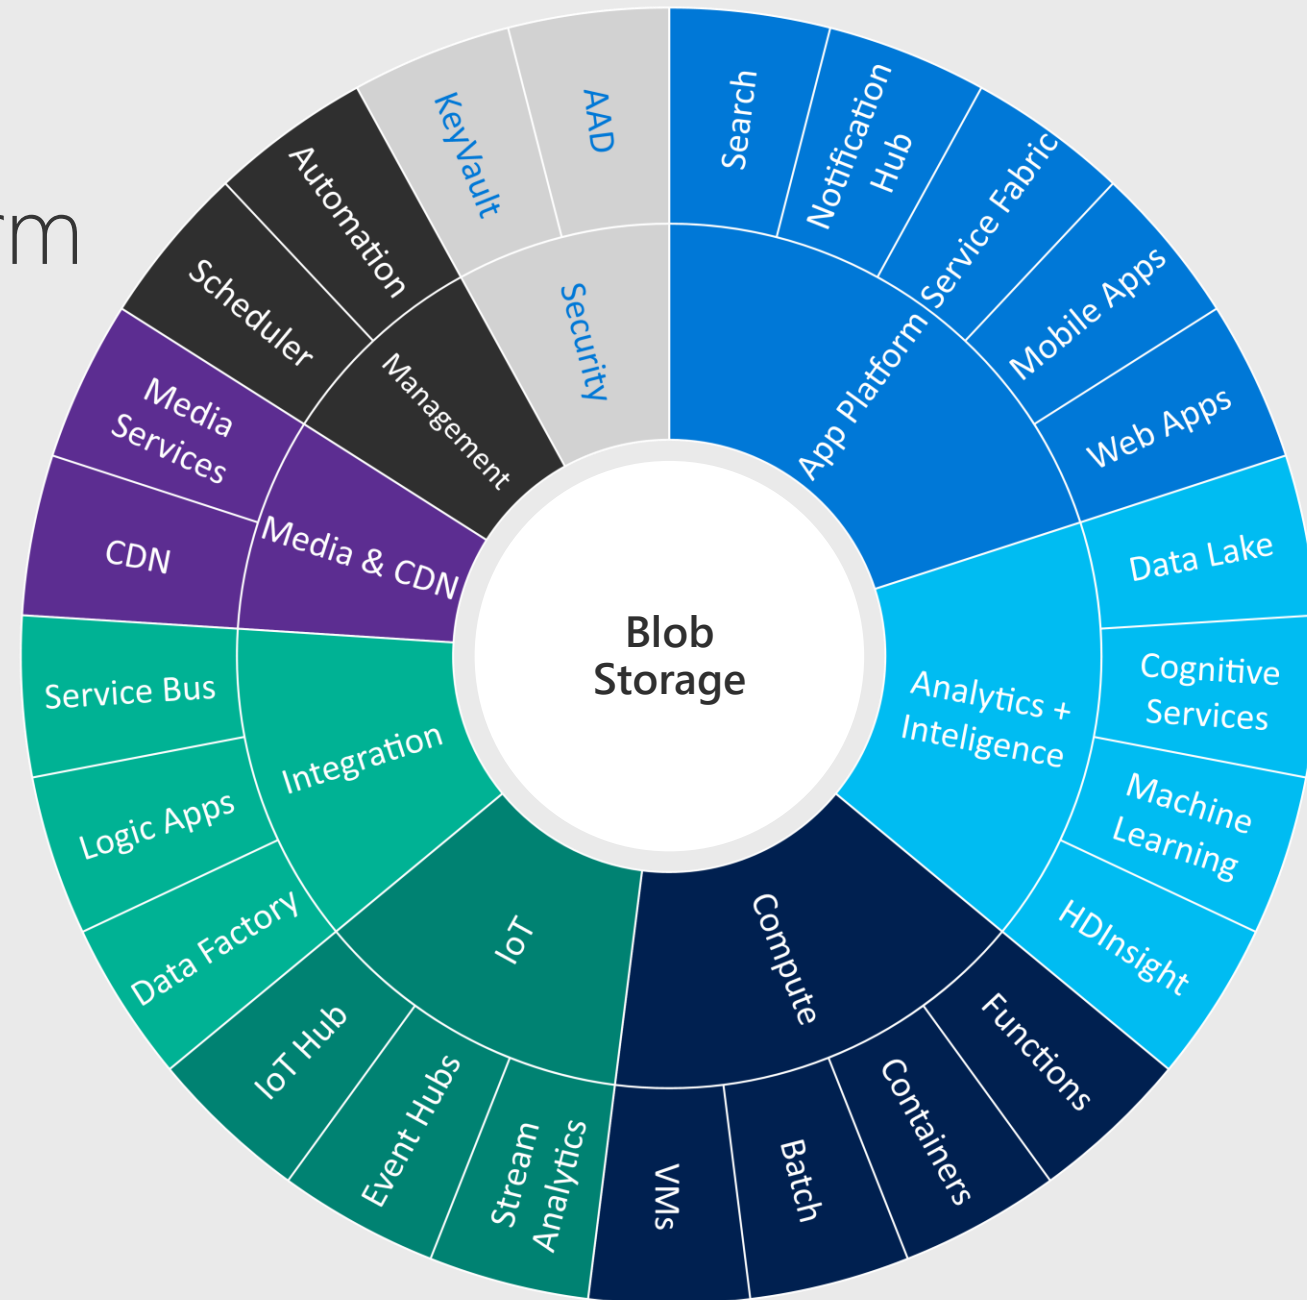 rm
Search
Notification
Hub
Service Fabric
Mobile Apps
Web Apps
App Platform
Data Lake
Cognitive
Services
Machine
Learning
HDInsight
Analytics +
Inteligence
Functions
Containers
Batch
VMs
Compute
Stream
Analytics
Event Hubs
IoT Hub
IoT
Data Factory
Logic Apps
Service Bus
Integration
CDN
Media
Services
Media & CDN
Scheduler
Automation
Management
KeyVault
AAD
Security
Blob
Storage